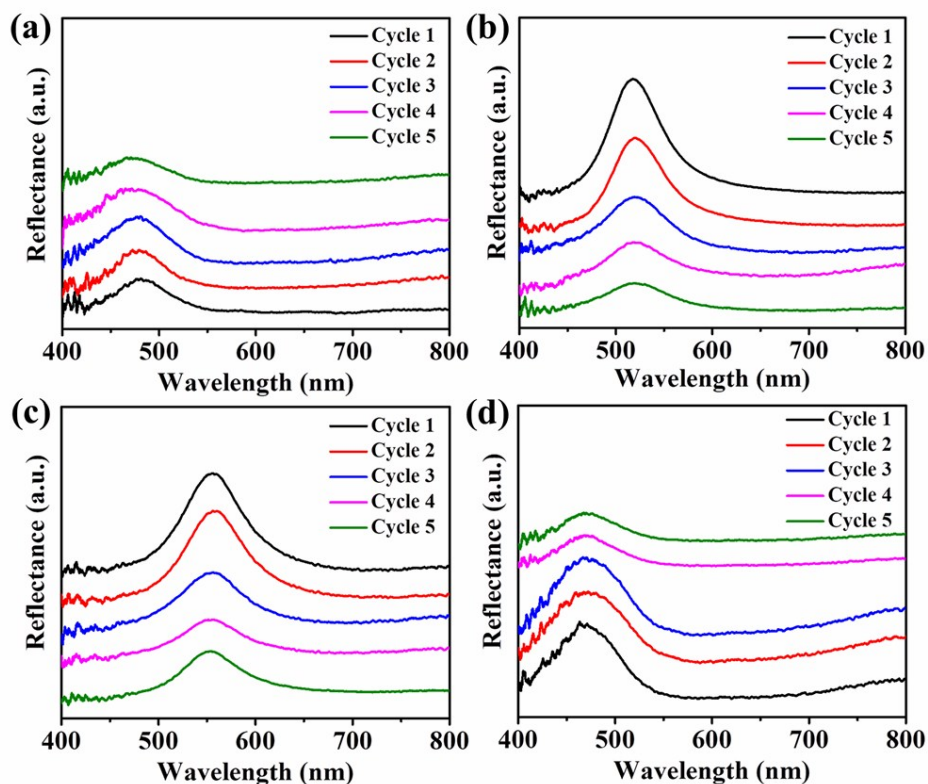 (a)
Cycle 1
Cycle 2
Cycle 3
Cycle 4
Cycle 5
Reflectance (a.u.)
400 500 600 700 800
Wavelength (nm)
(b)
Cycle 1
Cycle 2
Cycle 3
Cycle 4
Cycle 5
Reflectance (a.u.)
400 500 600 700 800
Wavelength (nm)
(c)
Cycle 1
Cycle 2
Cycle 3
Cycle 4
Cycle 5
Reflectance (a.u.)
400 500 600 700 800
Wavelength (nm)
(d)
Cycle 1
Cycle 2
Cycle 3
Cycle 4
Cycle 5
Reflectance (a.u.)
400 500 600 700 800
Wavelength (nm)